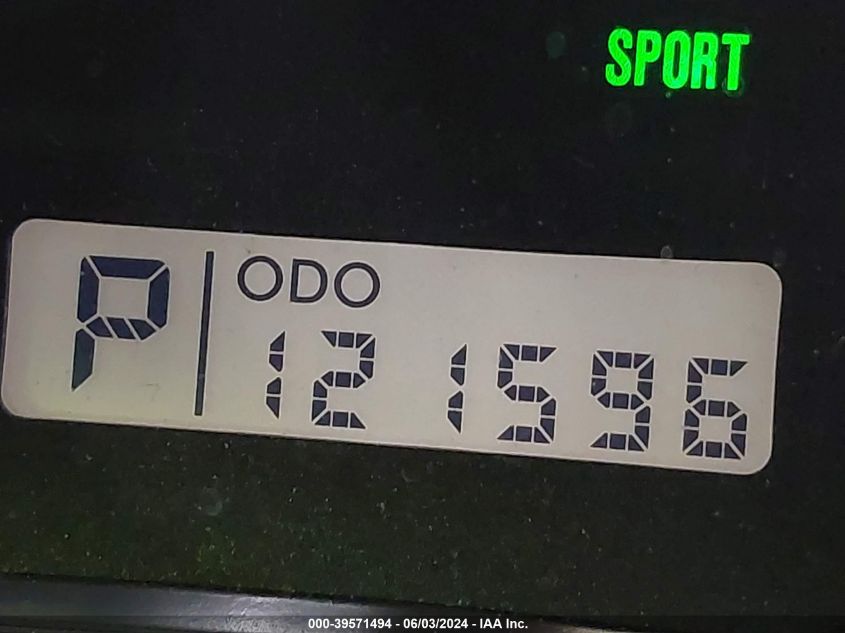 SPORT
P ODO
121596
000-39571494 - 06/03/2024 - IAA Inc.